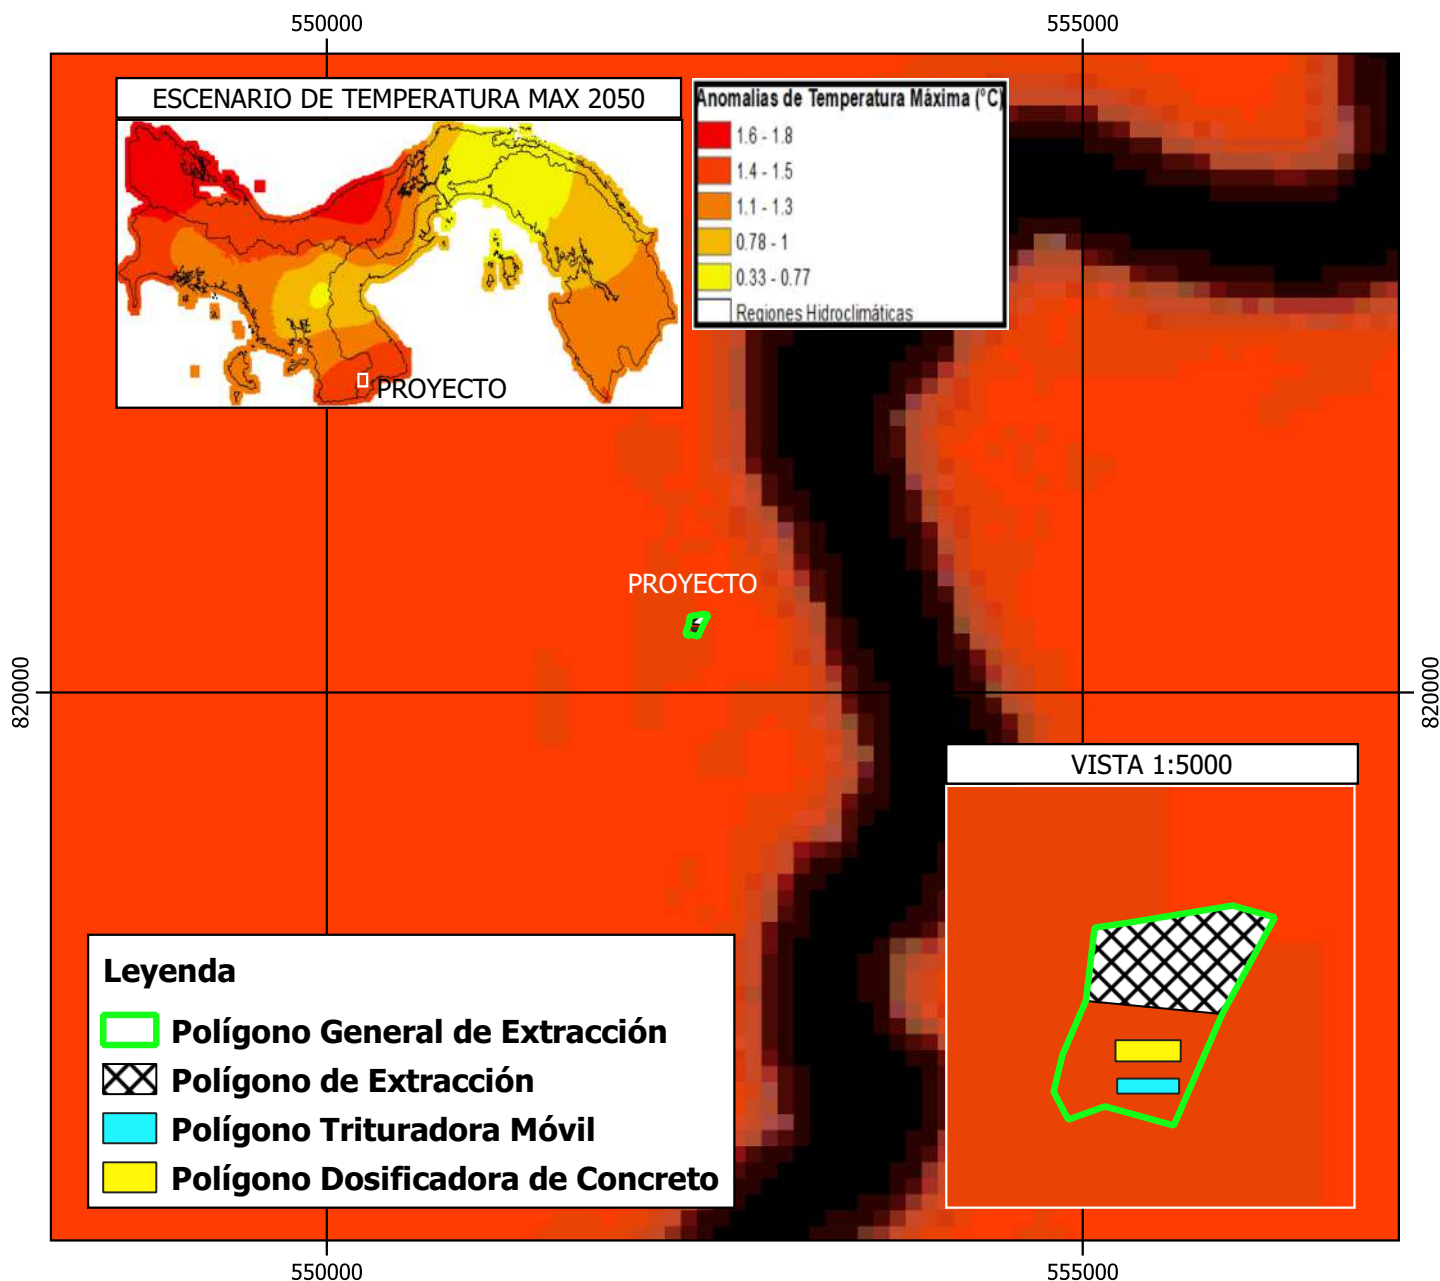 550000
555000
ESCENARIO DE TEMPERATURA MAX 2050
PROYECTO
Anomalias de Temperatura Máxima (°C)
1.6 - 1.8
1.4 - 1.5
1.1 - 1.3
0.78 - 1
0.33 - 0.77
Regiones Hidroclimáticas
PROYECTO
820000
820000
VISTA 1:5000
Leyenda
Polígono General de Extracción
Polígono de Extracción
Polígono Trituradora Móvil
Polígono Dosificadora de Concreto
550000
555000